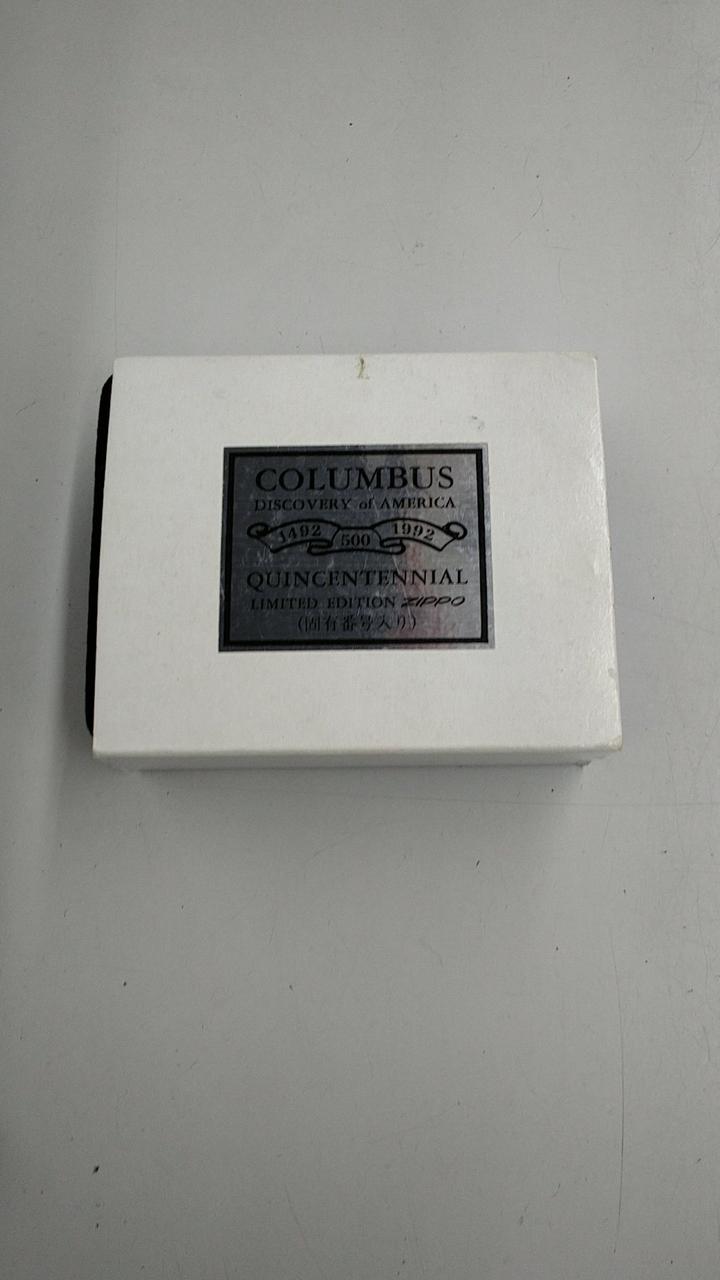 COLUMBUS
DISCOVERY of AMERICA
1492 500 1992
QUINCENTENNIAL
LIMITED EDITION ZIPPO
(固有番号入り)